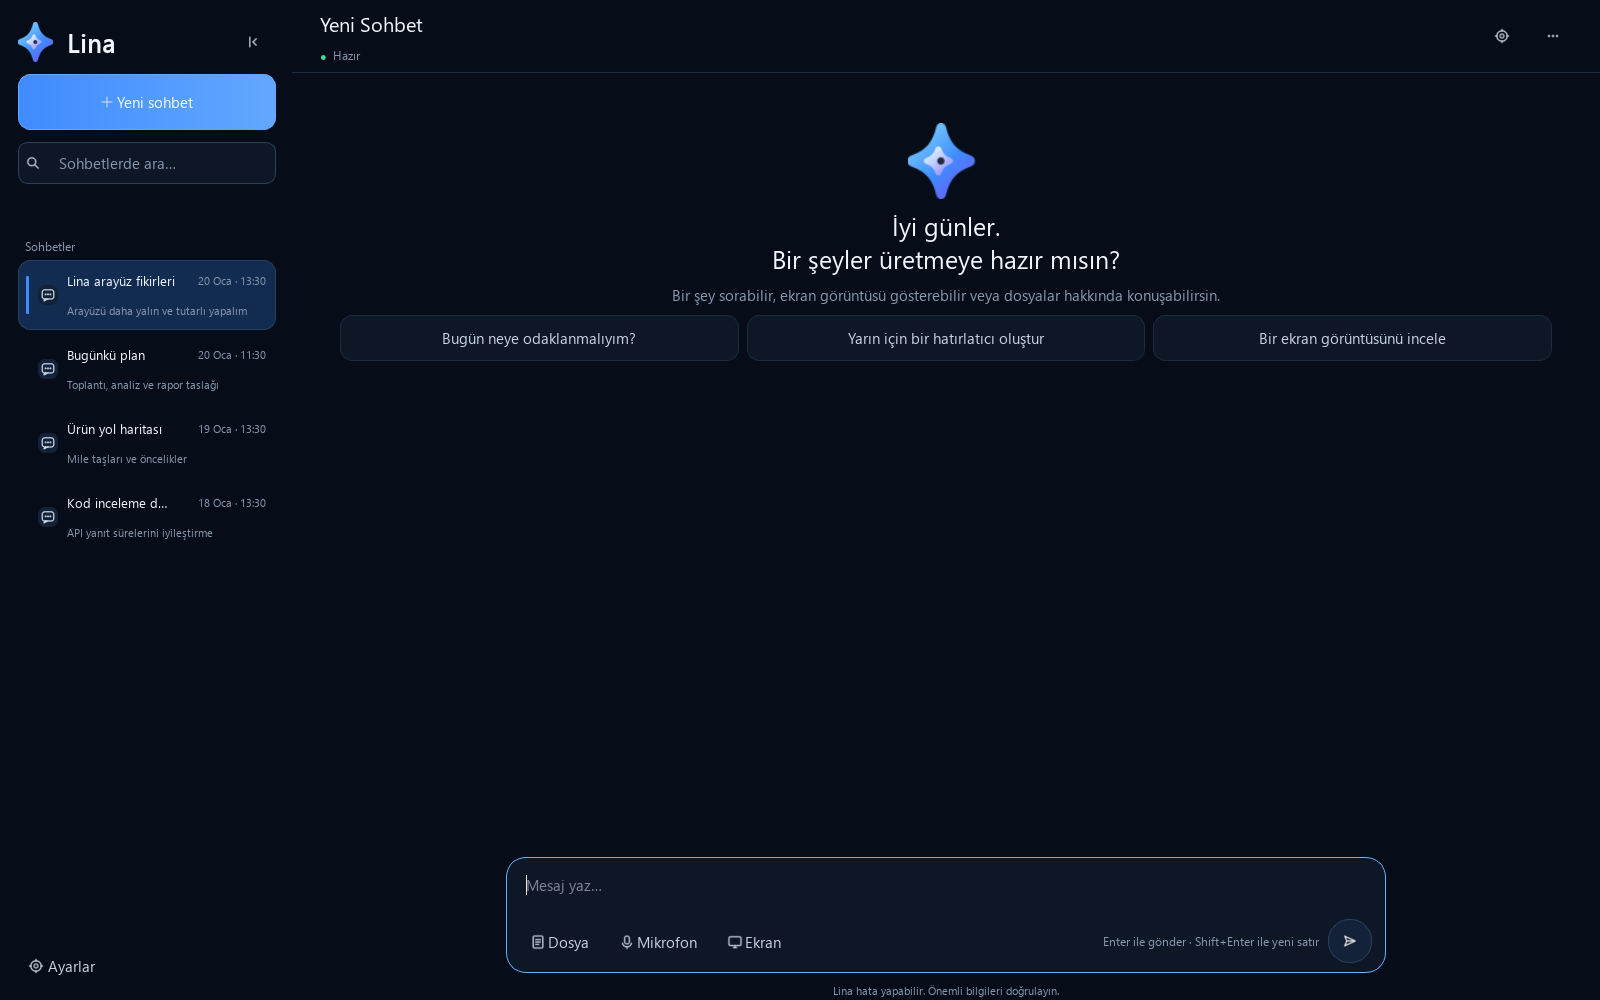 Lina
Yeni sohbet
Sohbetlerde ara...
Sohbetler
Lina arayüz fikirleri
20 Oca · 13:30
Arayüzü daha yalın ve tutarlı yapalım
Bugünkü plan
20 Oca · 11:30
Toplantı, analiz ve rapor taslağı
Ürün yol haritası
19 Oca · 13:30
Mile taşları ve öncelikler
Kod inceleme d...
18 Oca · 13:30
API yanıt sürelerini iyileştirme
Ayarlar
Yeni Sohbet
Hazır
İyi günler.
Bir şeyler üretmeye hazır mısın?
Bir şey sorabilir, ekran görüntüsü gösterebilir veya dosyalar hakkında konuşabilirsin.
Bugün neye odaklanmalıyım?
Yarın için bir hatırlatıcı oluştur
Bir ekran görüntüsünü incele
Mesaj yaz...
Dosya
Mikrofon
Ekran
Enter ile gönder · Shift+Enter ile yeni satır
Lina hata yapabilir. Önemli bilgileri doğrulayın.